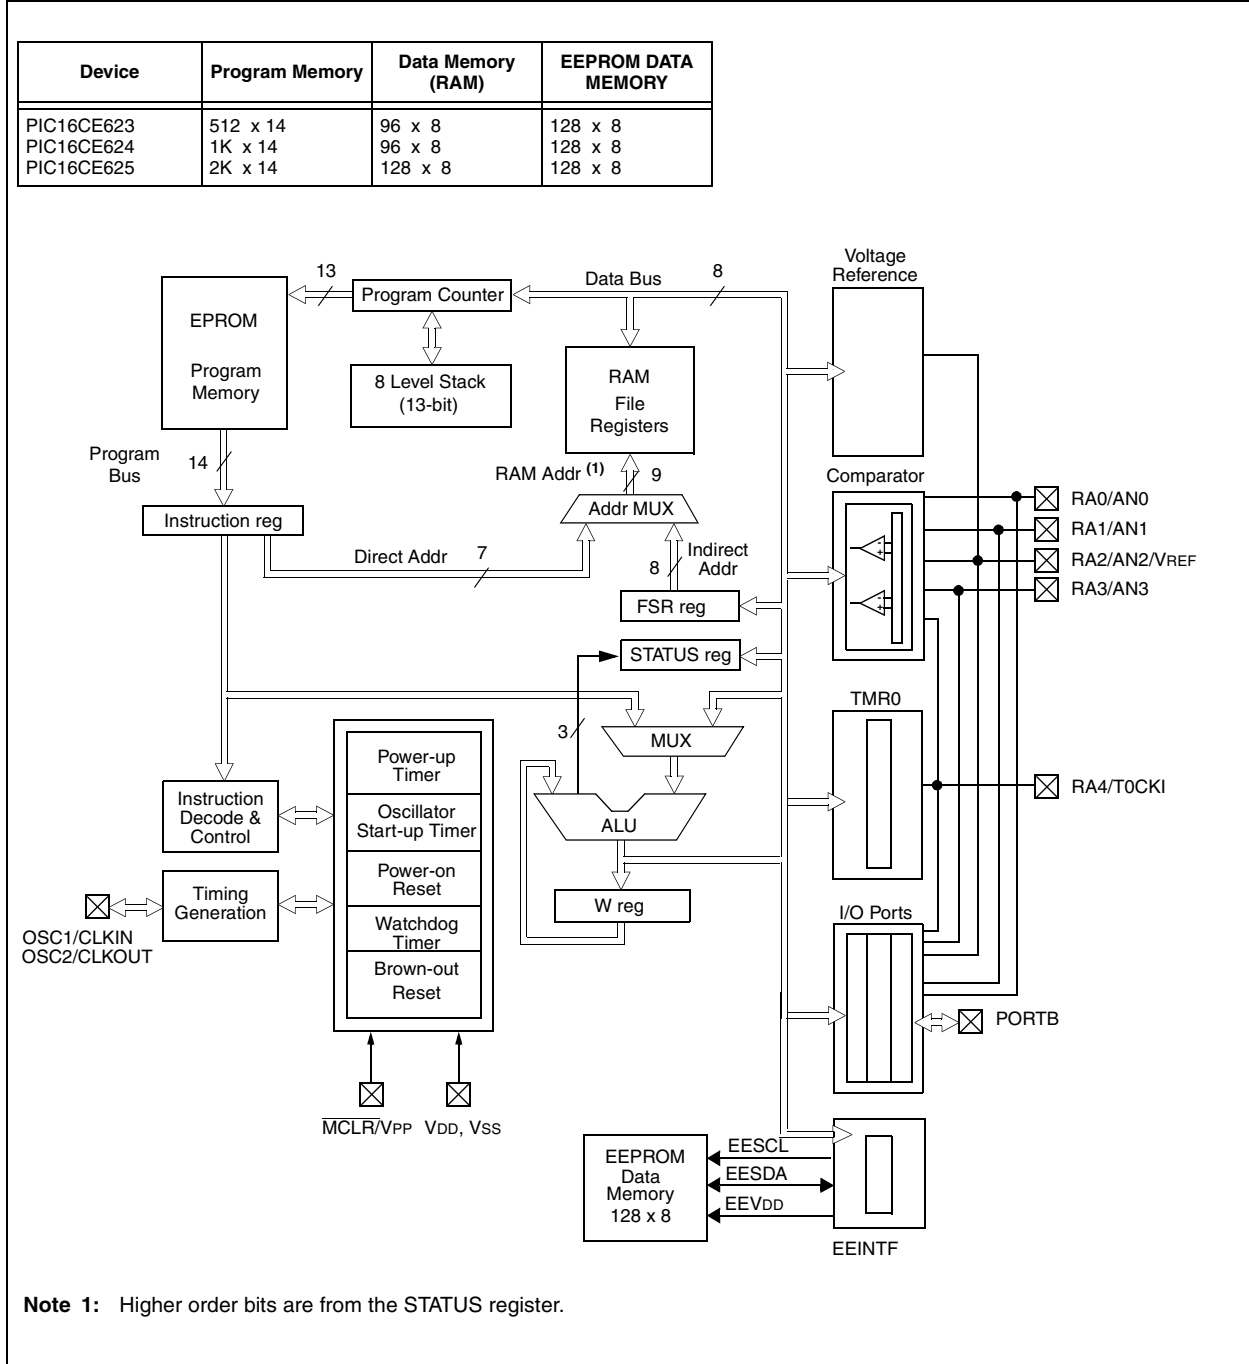 Device Program Memory Data Memory (RAM) EEPROM DATA MEMORY
PIC16CE623 512 x 14 96 x 8 128 x 8
PIC16CE624 1K x 14 96 x 8 128 x 8
PIC16CE625 2K x 14 128 x 8 128 x 8
EPROM
Program
Memory
13
Program Counter
8 Level Stack
(13-bit)
Data Bus
8
RAM
File
Registers
Voltage
Reference
Program
Bus
14
RAM Addr (1)
9
Addr MUX
Instruction reg
Direct Addr
7
8
Indirect
Addr
FSR reg
STATUS reg
Comparator
-
+
-
+
RA0/AN0
RA1/AN1
RA2/AN2/VREF
RA3/AN3
3
MUX
ALU
W reg
TMR0
RA4/T0CKI
Instruction
Decode &
Control
Timing
Generation
OSC1/CLKIN
OSC2/CLKOUT
Power-up
Timer
Oscillator
Start-up Timer
Power-on
Reset
Watchdog
Timer
Brown-out
Reset
MCLR/VPP
VDD, VSS
I/O Ports
PORTB
EEPROM
Data
Memory
128 x 8
EESCL
EESDA
EEVDD
EEINTF
Note 1: Higher order bits are from the STATUS register.